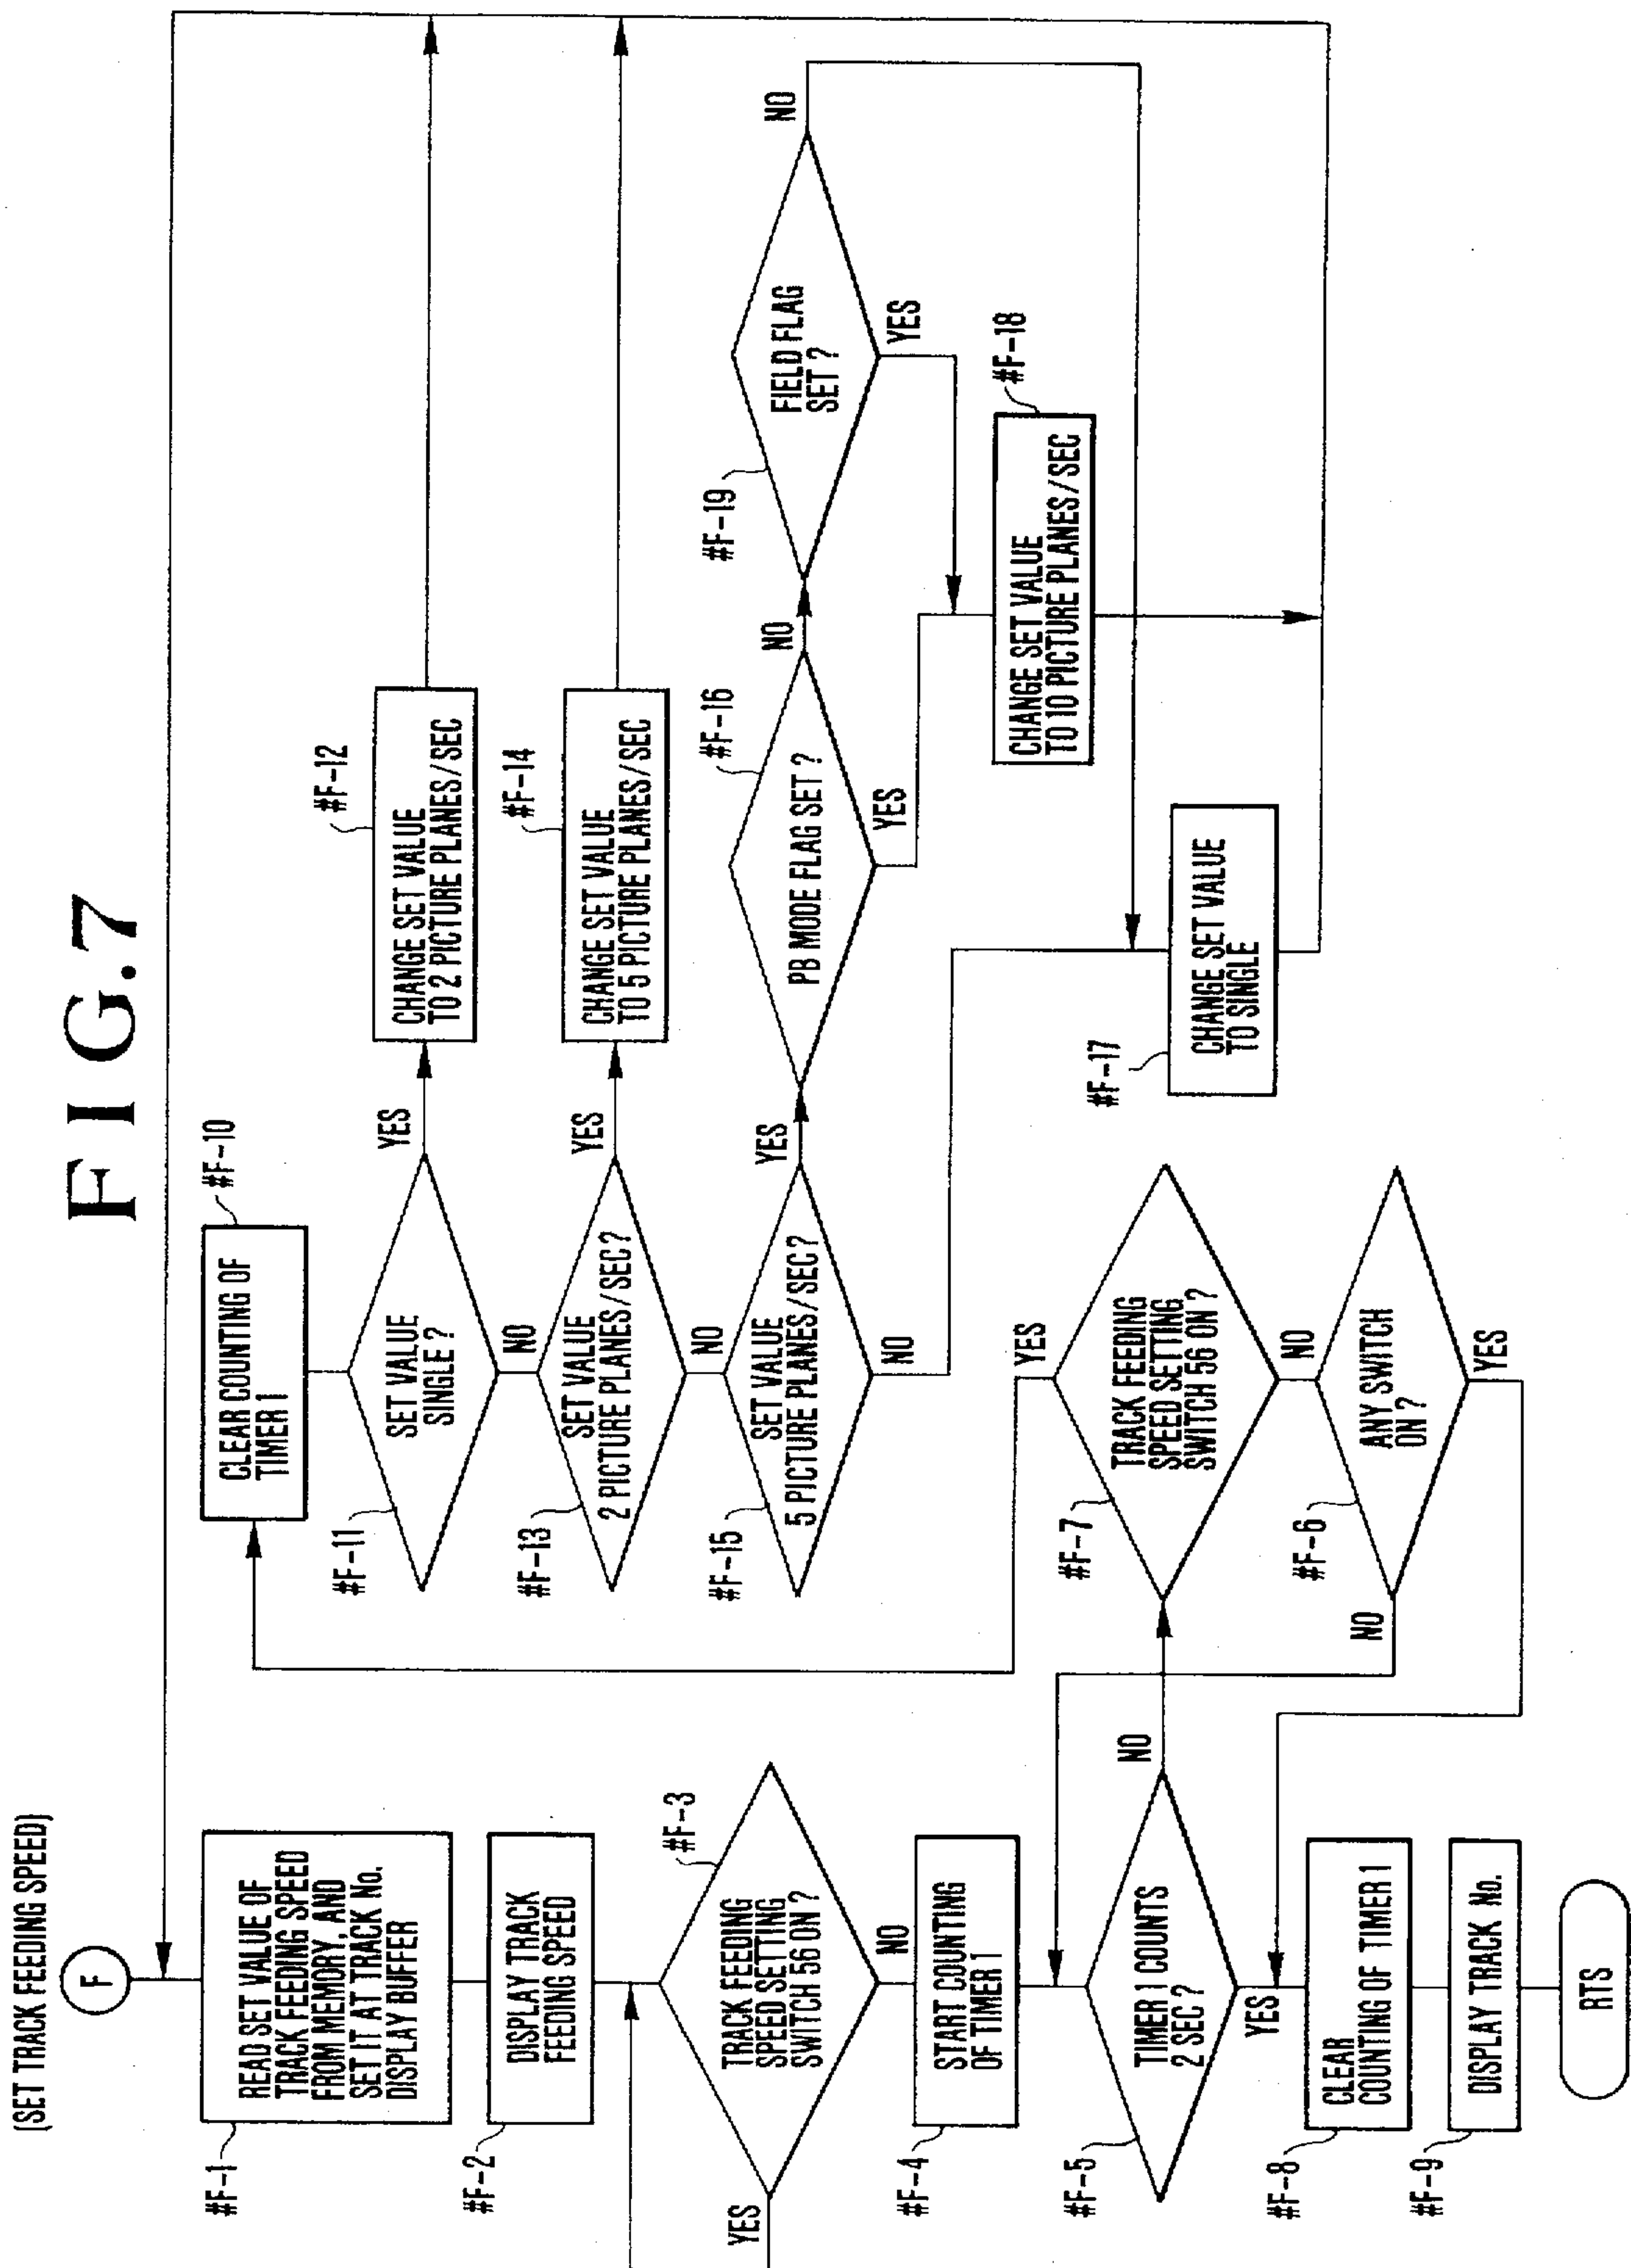 FIG.7
(SET TRACK FEEDING SPEED)
F
#F-1
READ SET VALUE OF
TRACK FEEDING SPEED
FROM MEMORY, AND
SET IT AT TRACK No.
DISPLAY BUFFER
#F-2
DISPLAY TRACK
FEEDING SPEED
#F-3
TRACK FEEDING
SPEED SETTING
SWITCH 56 ON ?
YES
NO
#F-4
START COUNTING
OF TIMER 1
#F-5
TIMER 1 COUNTS
2 SEC ?
NO
YES
#F-8
CLEAR
COUNTING OF TIMER 1
#F-9
DISPLAY TRACK No.
RTS
#F-10
CLEAR COUNTING OF
TIMER 1
#F-11
SET VALUE
SINGLE ?
YES
NO
#F-12
CHANGE SET VALUE
TO 2 PICTURE PLANES/SEC
#F-13
SET VALUE
2 PICTURE PLANES/SEC?
YES
NO
#F-14
CHANGE SET VALUE
TO 5 PICTURE PLANES/SEC
#F-15
SET VALUE
5 PICTURE PLANES/SEC?
YES
NO
#F-16
PB MODE FLAG SET ?
NO
YES
#F-19
FIELD FLAG
SET ?
NO
YES
#F-18
CHANGE SET VALUE
TO 10 PICTURE PLANES/SEC
#F-17
CHANGE SET VALUE
TO SINGLE
#F-7
TRACK FEEDING
SPEED SETTING
SWITCH 56 ON ?
YES
NO
#F-6
ANY SWITCH
ON ?
NO
YES